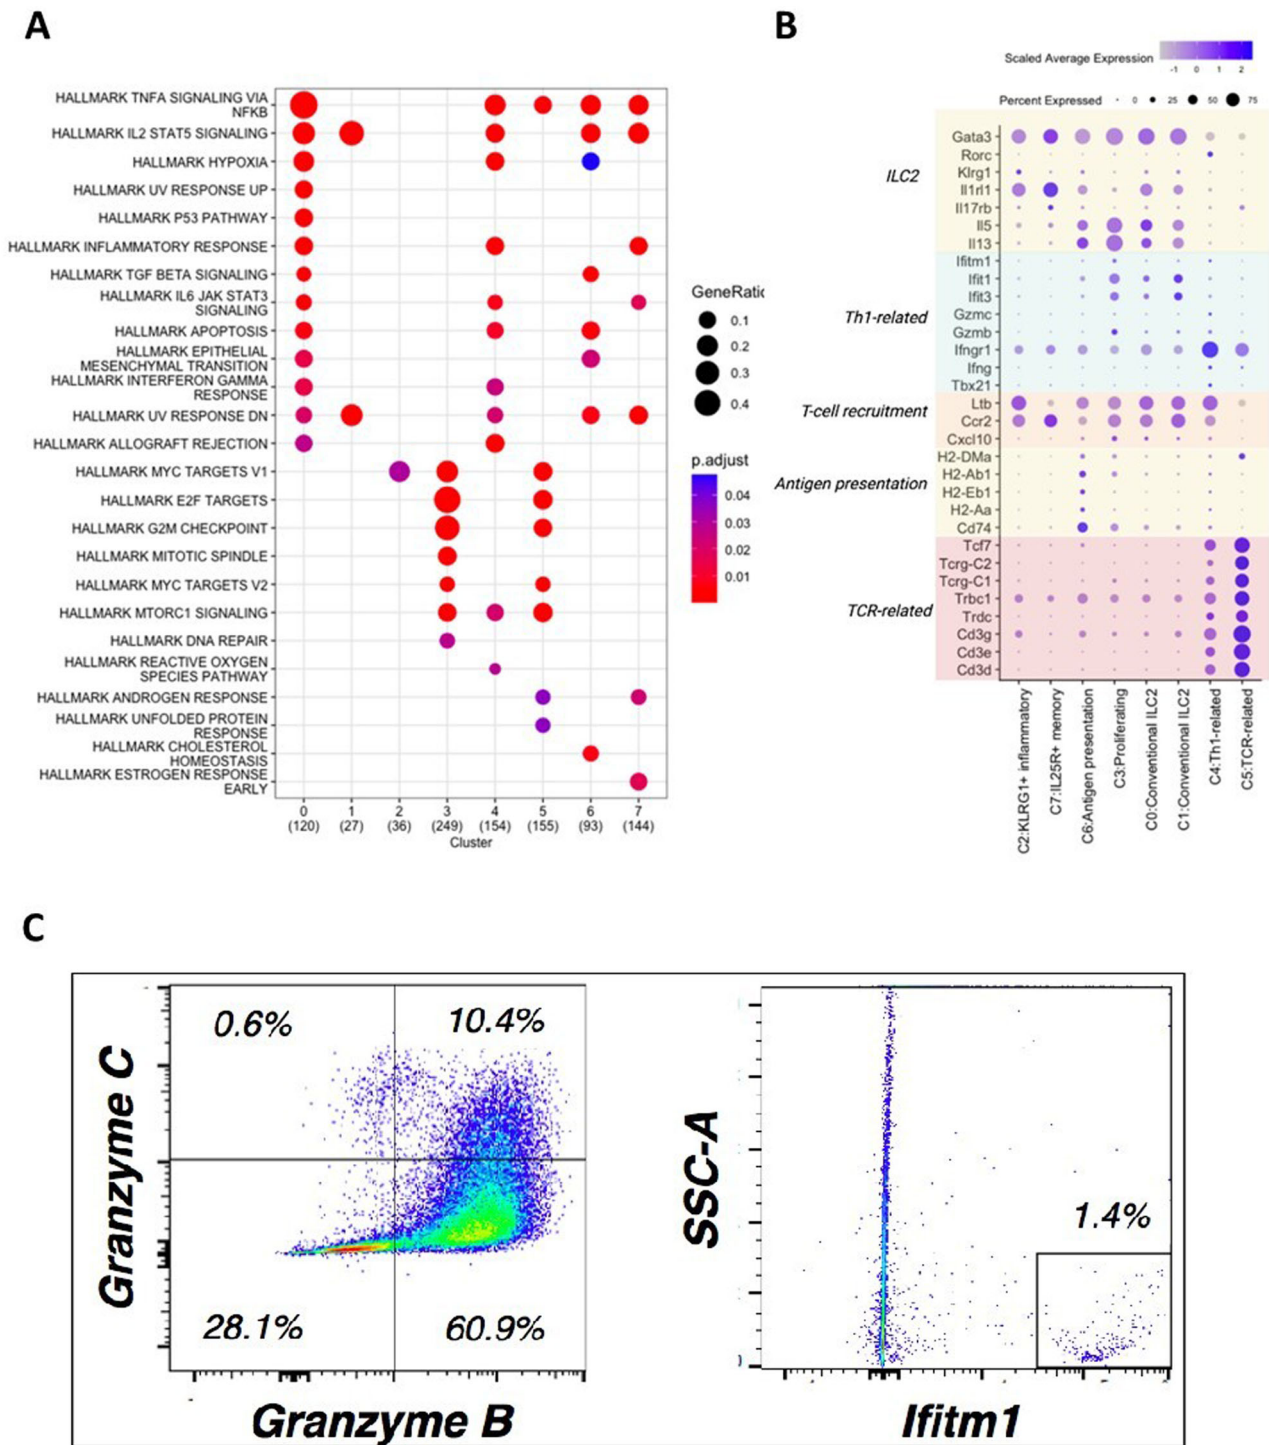 A
B
HALLMARK TNFA SIGNALING VIA
NFKB
HALLMARK IL2 STAT5 SIGNALING
HALLMARK HYPOXIA
HALLMARK UV RESPONSE UP
HALLMARK P53 PATHWAY
HALLMARK INFLAMMATORY RESPONSE
HALLMARK TGF BETA SIGNALING
HALLMARK IL6 JAK STAT3
SIGNALING
HALLMARK APOPTOSIS
HALLMARK EPITHELIAL
MESENCHYMAL TRANSITION
HALLMARK INTERFERON GAMMA
RESPONSE
HALLMARK UV RESPONSE DN
HALLMARK ALLOGRAFT REJECTION
HALLMARK MYC TARGETS V1
HALLMARK E2F TARGETS
HALLMARK G2M CHECKPOINT
HALLMARK MITOTIC SPINDLE
HALLMARK MYC TARGETS V2
HALLMARK MTORC1 SIGNALING
HALLMARK DNA REPAIR
HALLMARK REACTIVE OXYGEN
SPECIES PATHWAY
HALLMARK ANDROGEN RESPONSE
HALLMARK UNFOLDED PROTEIN
RESPONSE
HALLMARK CHOLESTEROL
HOMEOSTASIS
HALLMARK ESTROGEN RESPONSE
EARLY
0 1 2 3 4 5 6 7
(120) (27) (36) (249) (154) (155) (93) (144)
Cluster
GeneRatic
0.1
0.2
0.3
0.4
p.adjust
0.04
0.03
0.02
0.01
Scaled Average Expression
-1 0 1 2
Percent Expressed 0 25 50 75
ILC2
Th1-related
T-cell recruitment
Antigen presentation
TCR-related
Gata3
Rorc
Klrg1
Il1rl1
Il17rb
Il5
Il13
Ifitm1
Ifit1
Ifit3
Gzmc
Gzmb
Ifngr1
Ifng
Tbx21
Ltb
Ccr2
Cxcl10
H2-DMa
H2-Ab1
H2-Eb1
H2-Aa
Cd74
Tcf7
Tcrg-C2
Tcrg-C1
Trbc1
Trdc
Cd3g
Cd3e
Cd3d
C2:KLRG1+ inflammatory
C7:IL25R+ memory
C6:Antigen presentation
C3:Proliferating
C0:Conventional ILC2
C1:Conventional ILC2
C4:Th1-related
C5:TCR-related
C
0.6%
10.4%
28.1%
60.9%
Granzyme C
Granzyme B
SSC-A
1.4%
Ifitm1